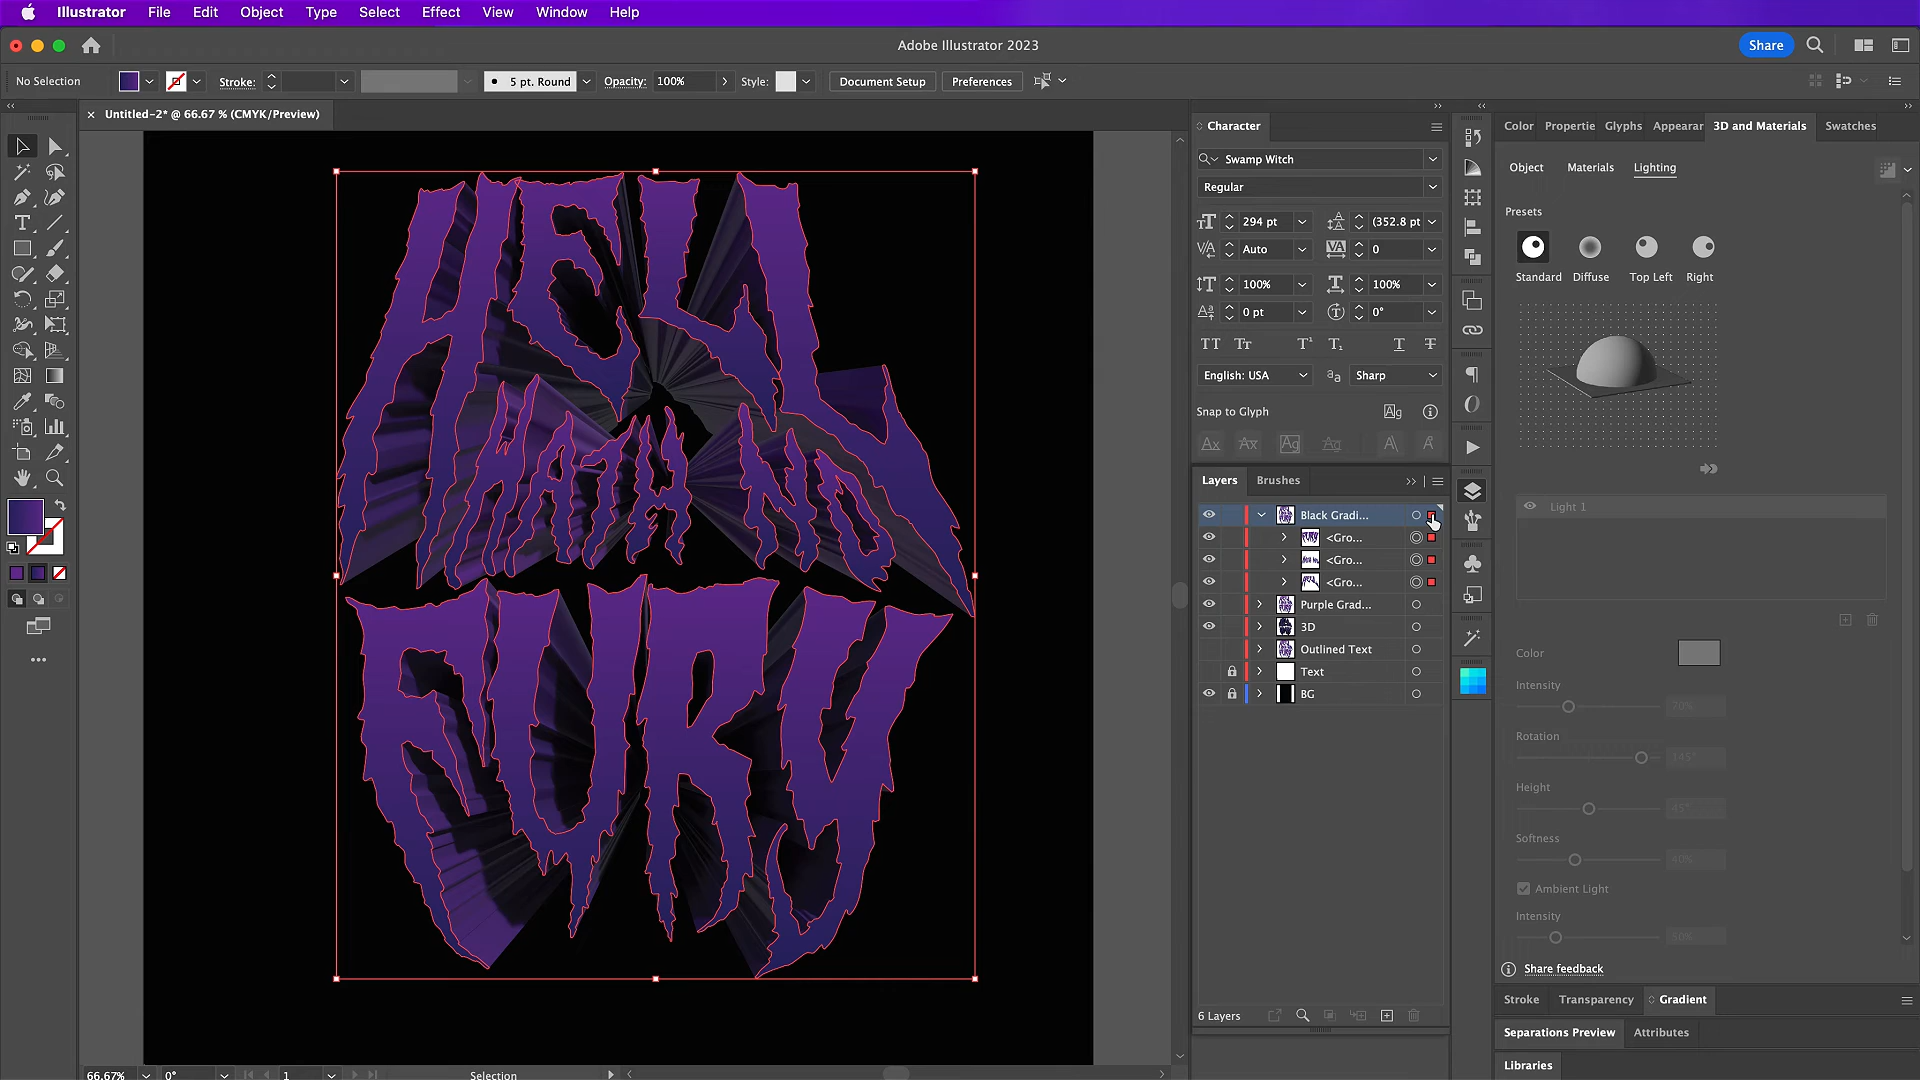 Illustrator File Edit Object Type Select Effect View Window Help
Adobe Illustrator 2023
Share
No Selection
Stroke:
5 pt. Round
Opacity: 100%
Style:
Document Setup
Preferences
× Untitled-2* @ 66.67 % (CMYK/Preview)
HELL
HATH NO
FURY
66.67%
0°
1
Selection
Character
Swamp Witch
Regular
294 pt
(352.8 pt
Auto
0
100%
100%
0 pt
0°
English: USA
Sharp
Snap to Glyph
Layers Brushes
Black Gradi...
<Gro...
<Gro...
<Gro...
Purple Grad...
3D
Outlined Text
Text
BG
6 Layers
Color Propertie Glyphs Appearar 3D and Materials Swatches
Object Materials Lighting
Presets
Standard Diffuse Top Left Right
Light 1
Color
Intensity
70%
Rotation
145°
Height
45°
Softness
40%
Ambient Light
Intensity
50%
Share feedback
Stroke Transparency Gradient
Separations Preview Attributes
Libraries